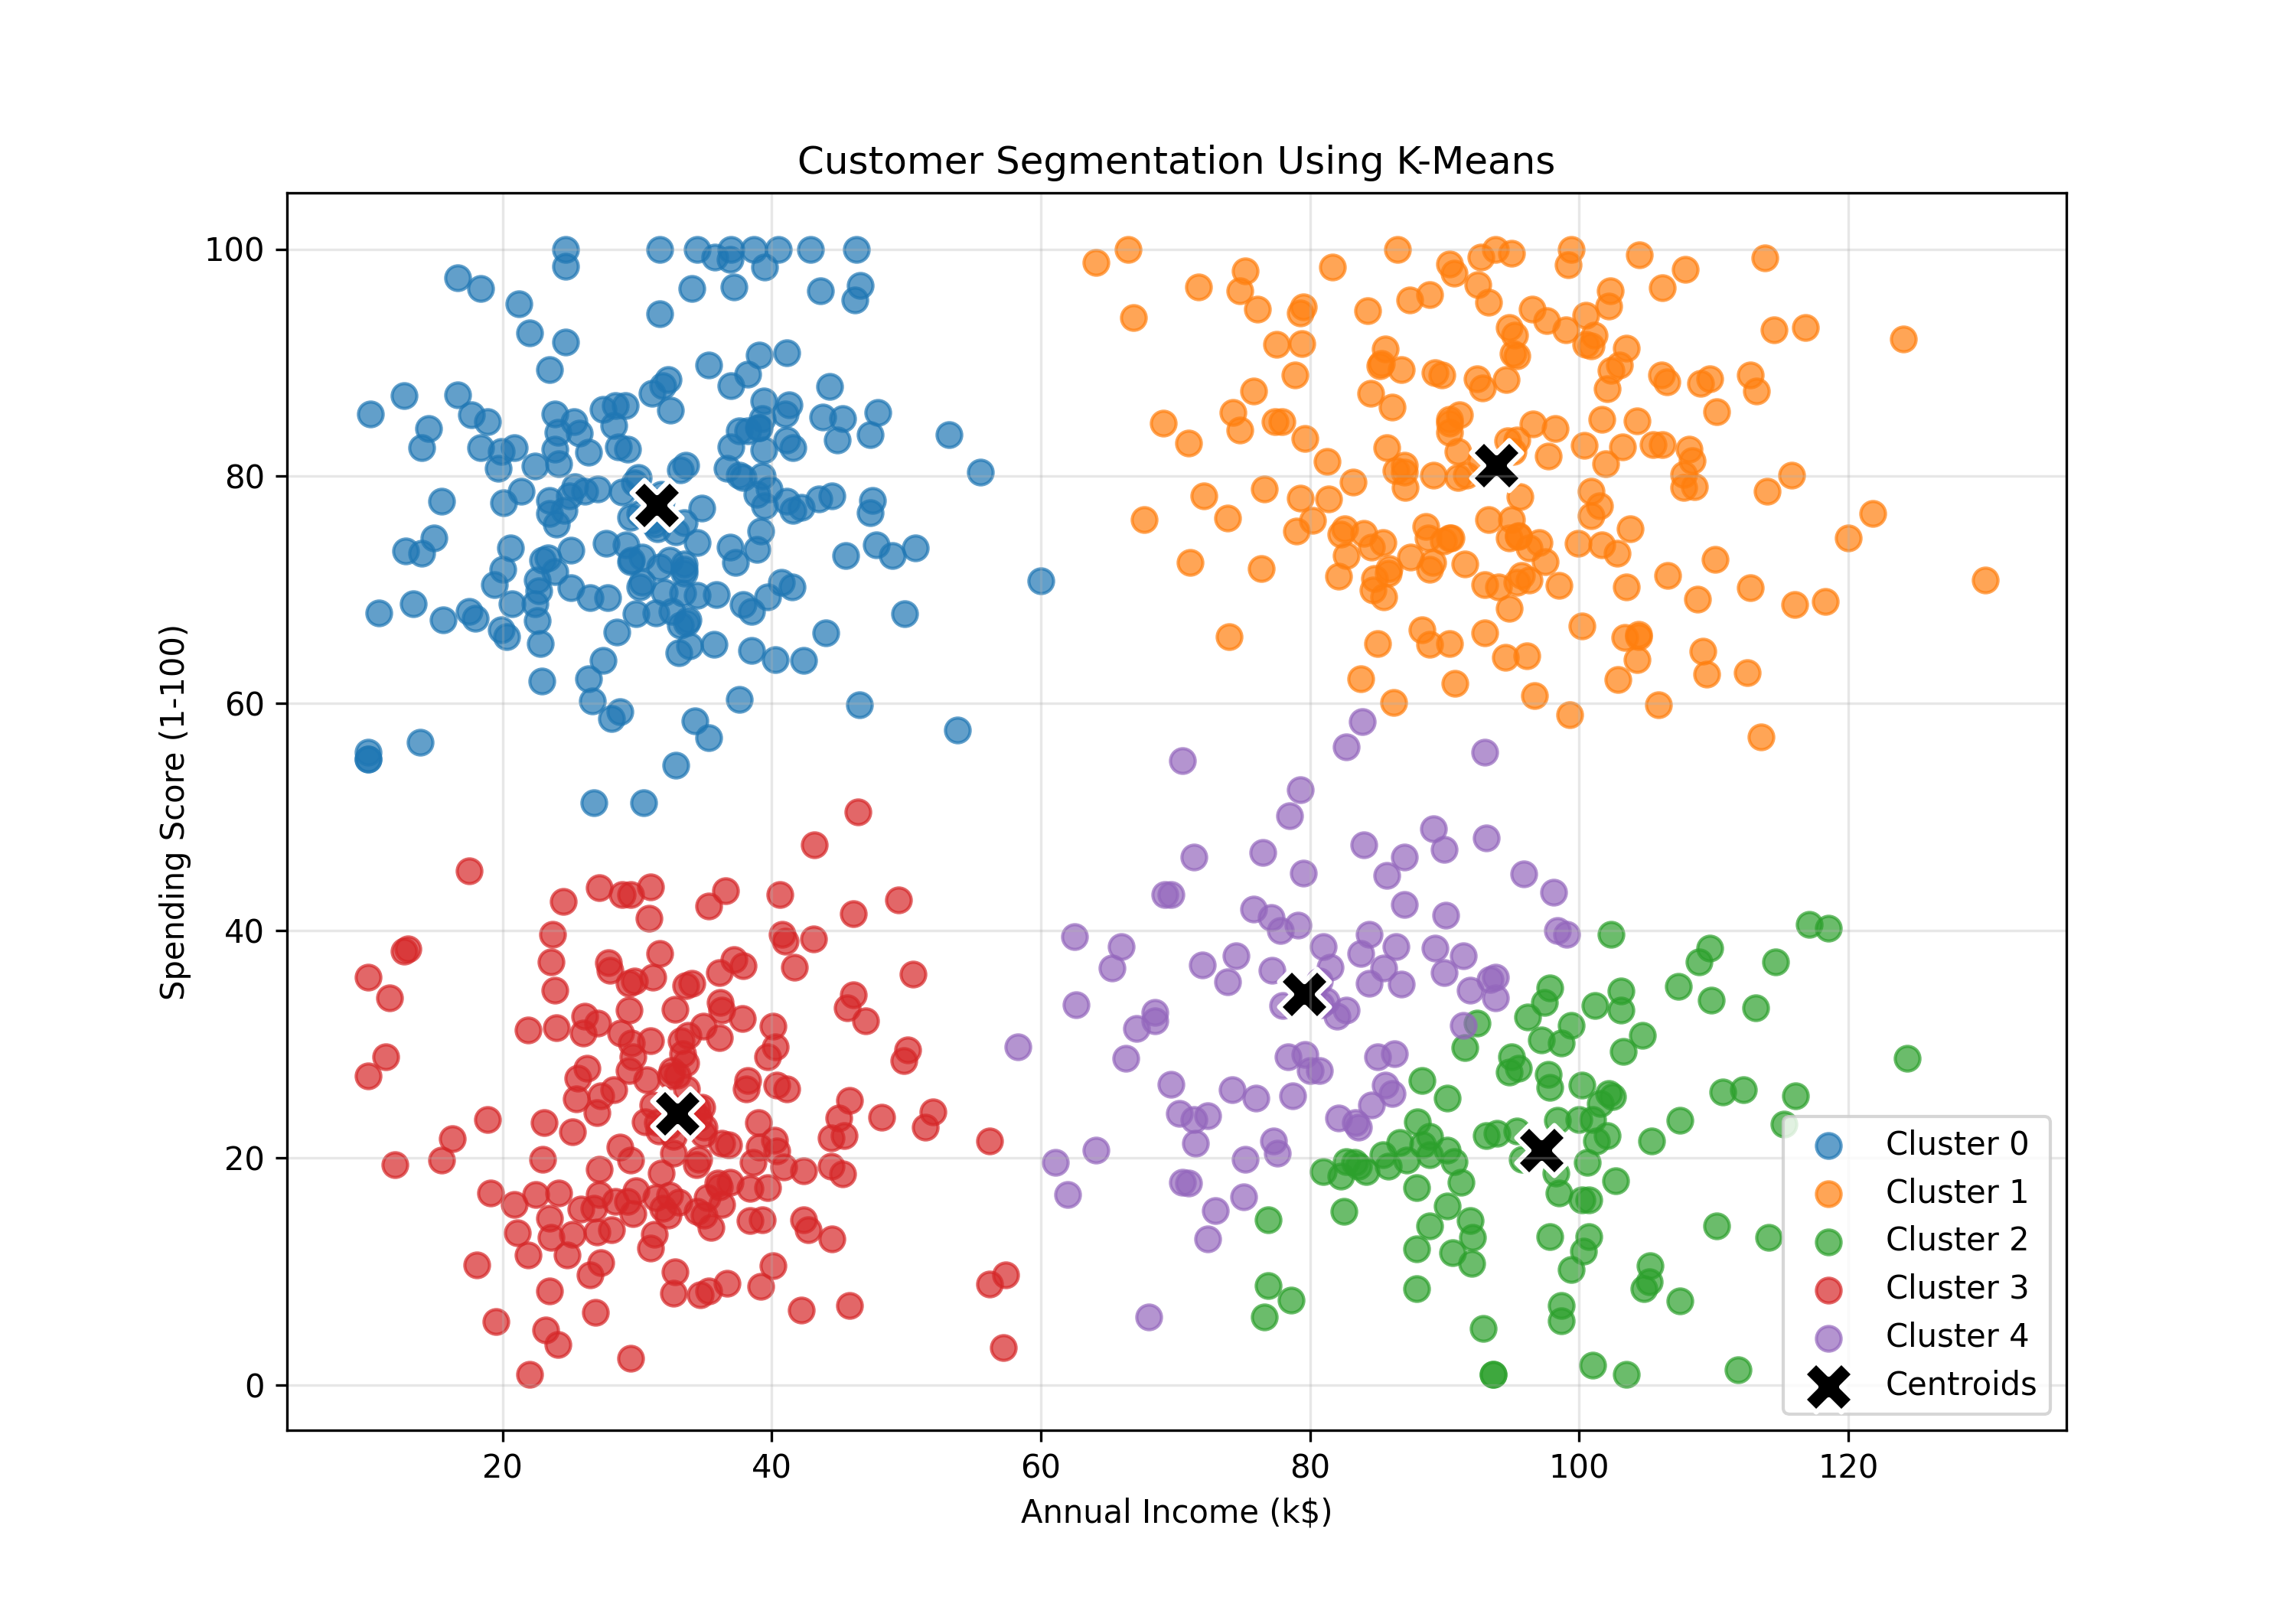 Customer Segmentation Using K-Means
100
80
60
40
20
0
Spending Score (1-100)
20
40
60
80
100
120
Annual Income (k$)
Cluster 0
Cluster 1
Cluster 2
Cluster 3
Cluster 4
Centroids